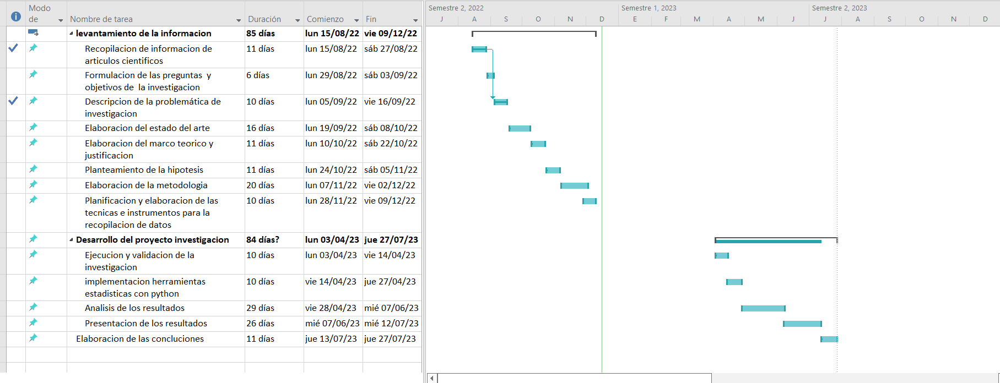 Modo de
Nombre de tarea
Duración
Comienzo
Fin
levantamiento de la informacion 85 días lun 15/08/22 vie 09/12/22
Recopilacion de informacion de 11 días lun 15/08/22 sáb 27/08/22
articulos cientificos
Formulacion de las preguntas y 6 días lun 29/08/22 sáb 03/09/22
objetivos de la investigacion
Descripcion de la problemática de 10 días lun 05/09/22 vie 16/09/22
investigacion
Elaboracion del estado del arte 16 días lun 19/09/22 sáb 08/10/22
Elaboracion del marco teorico y 11 días lun 10/10/22 sáb 22/10/22
justificacion
Planteamiento de la hipotesis 11 días lun 24/10/22 sáb 05/11/22
Elaboracion de la metodologia 20 días lun 07/11/22 vie 02/12/22
Planificacion y elaboracion de las 10 días lun 28/11/22 vie 09/12/22
tecnicas e instrumentos para la
recopilacion de datos
Desarrollo del proyecto investigacion 84 días? lun 03/04/23 jue 27/07/23
Ejecucion y validacion de la 10 días lun 03/04/23 vie 14/04/23
investigacion
implementacion herramientas 10 días vie 14/04/23 jue 27/04/23
estadisticas con python
Analisis de los resultados 29 días vie 28/04/23 mié 07/06/23
Presentacion de los resultados 26 días mié 07/06/23 mié 12/07/23
Elaboracion de las concluciones 11 días jue 13/07/23 jue 27/07/23
Semestre 2, 2022 Semestre 1, 2023 Semestre 2, 2023
J A S O N D E F M A M J J A S O N D